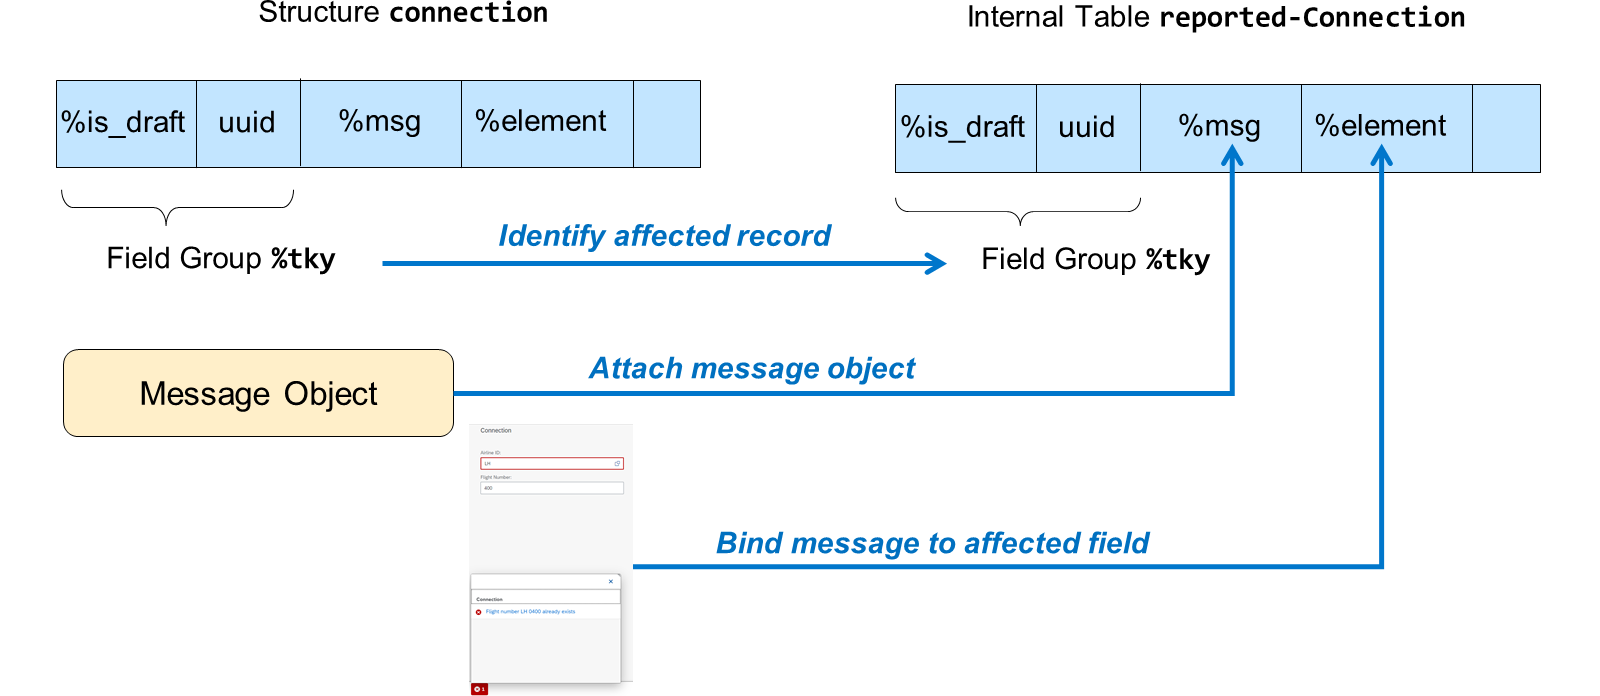 Structure connection
Internal Table reported-Connection
%is_draft uuid %msg %element
%is_draft uuid %msg %element
Identify affected record
Field Group %tky
Field Group %tky
Attach message object
Message Object
Connection
Airline ID:
LH
Flight Number:
400
Bind message to affected field
Connection
Flight number LH 0400 already exists
1